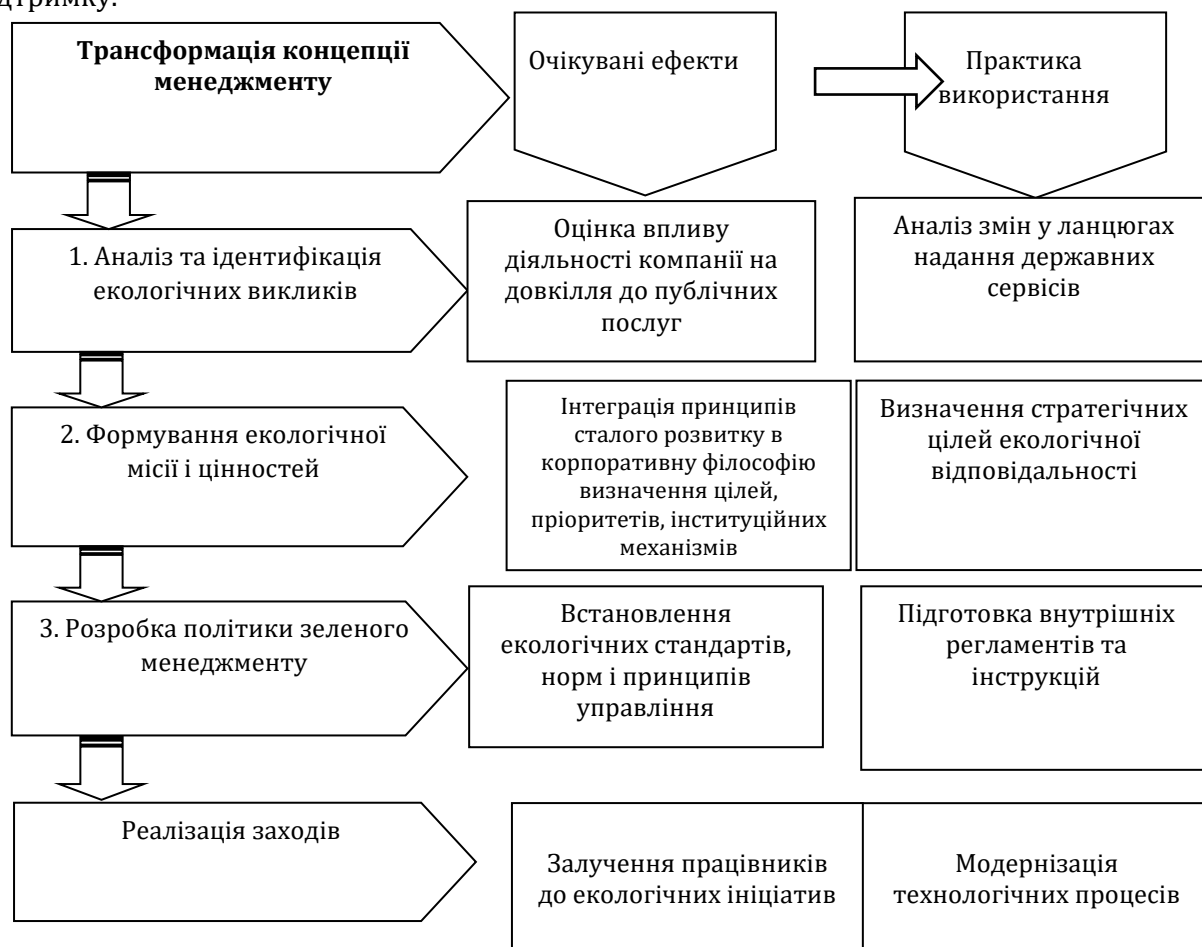 Трансформація концепції
менеджменту
Очікувані ефекти
Практика
використання
1. Аналіз та ідентифікація
екологічних викликів
Оцінка впливу
діяльності компанії на
довкілля до публічних
послуг
Аналіз змін у ланцюгах
надання державних
сервісів
2. Формування екологічної
місії і цінностей
Інтеграція принципів
сталого розвитку в
корпоративну філософію
визначення цілей,
пріоритетів, інституційних
механізмів
Визначення стратегічних
цілей екологічної
відповідальності
3. Розробка політики зеленого
менеджменту
Встановлення
екологічних стандартів,
норм і принципів
управління
Підготовка внутрішніх
регламентів та
інструкцій
Реалізація заходів
Залучення працівників
до екологічних ініціатив
Модернізація
технологічних процесів